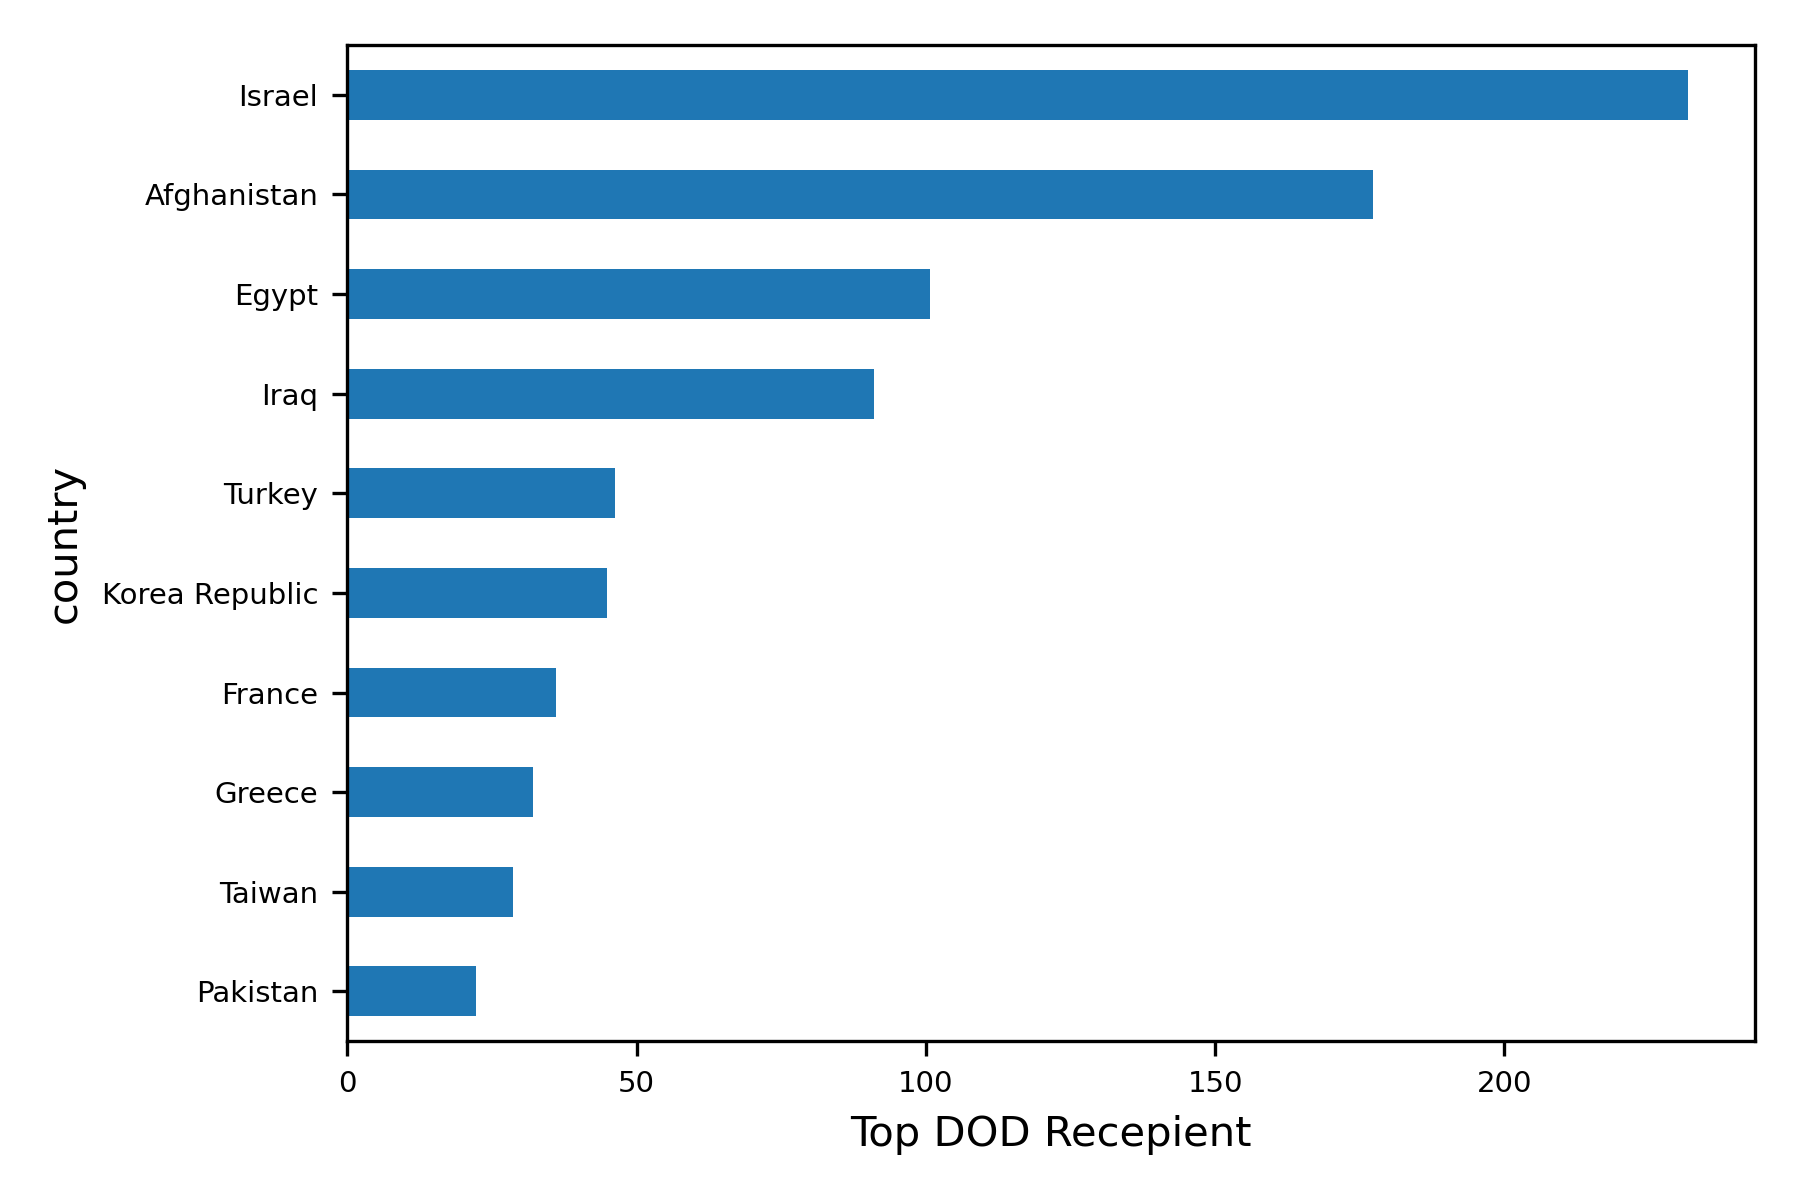 Israel
Afghanistan
Egypt
Iraq
Turkey
Korea Republic
France
Greece
Taiwan
Pakistan
country
0 50 100 150 200
Top DOD Recepient